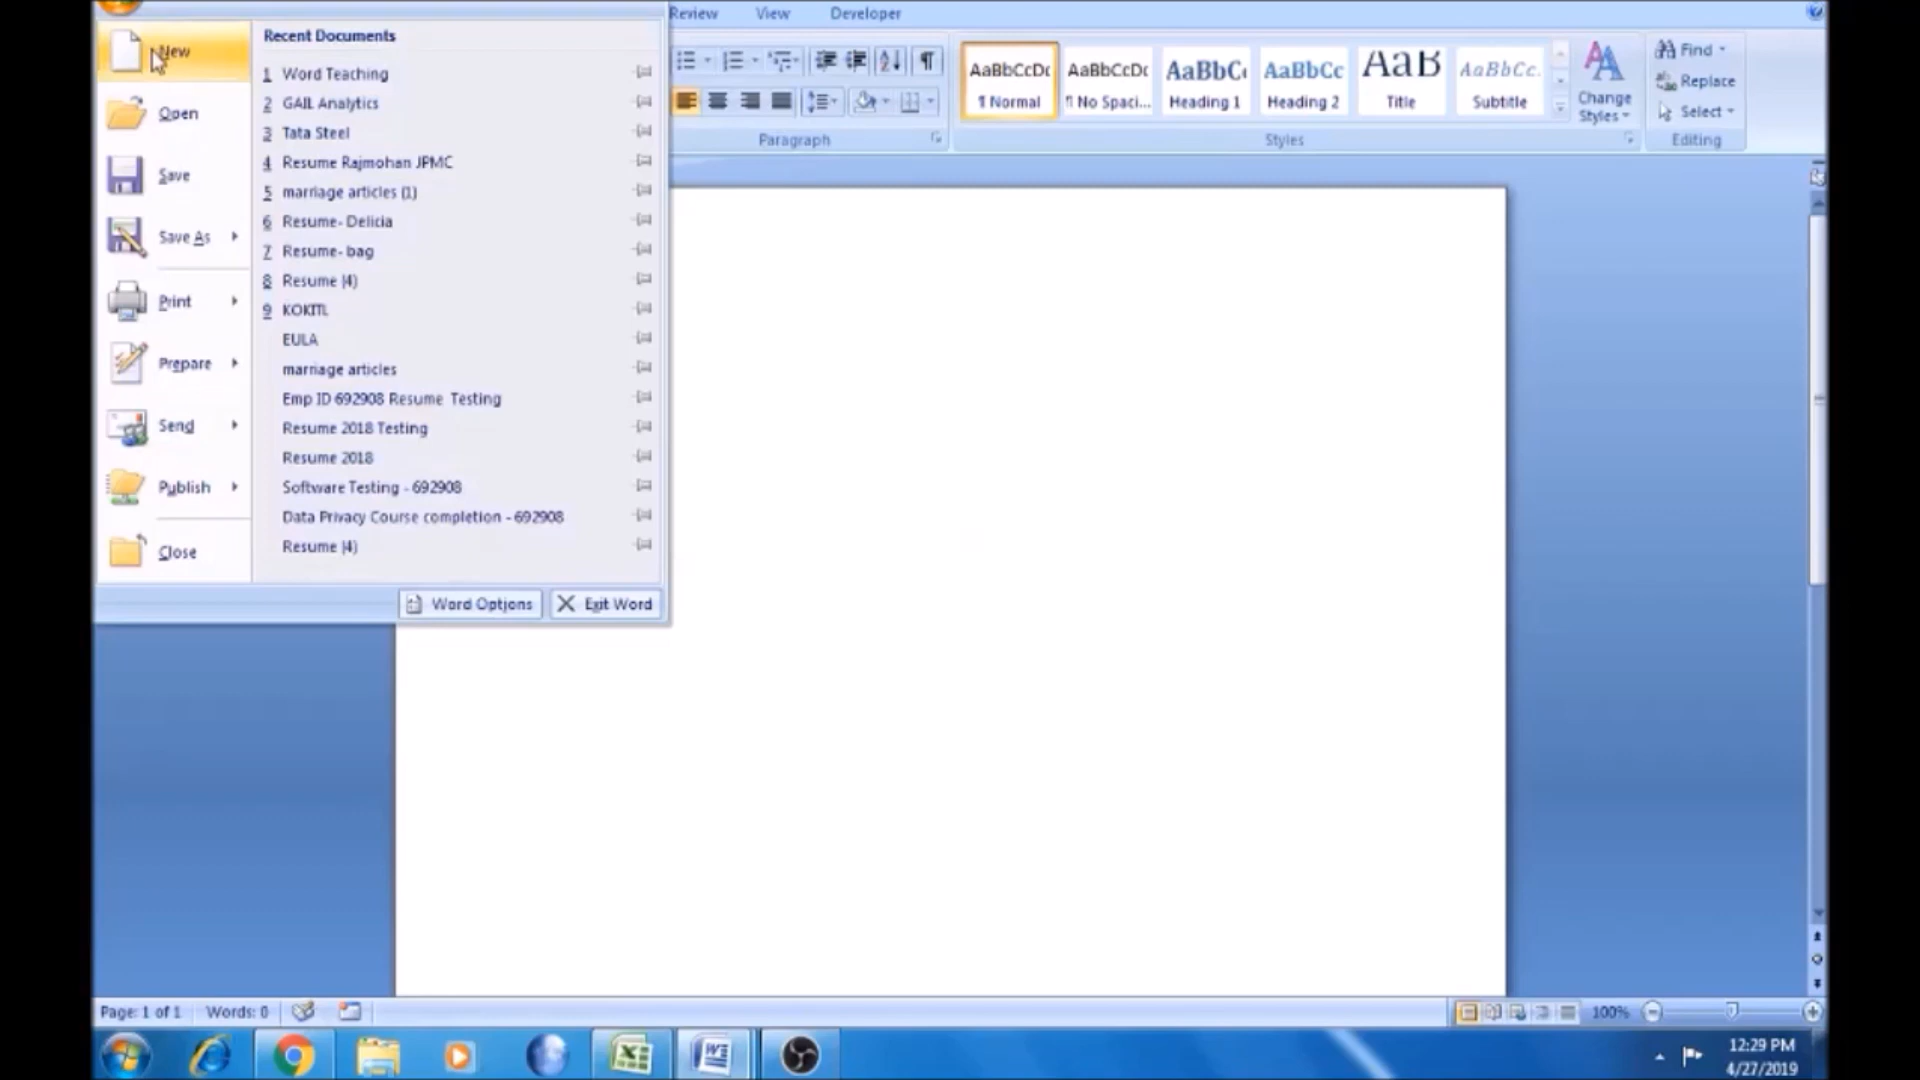 Review View Developer
New
Open
Save
Save As
Print
Prepare
Send
Publish
Close
Recent Documents
1 Word Teaching
2 GAIL Analytics
3 Tata Steel
4 Resume Rajmohan JPMC
5 marriage articles (1)
6 Resume- Delicia
7 Resume- bag
8 Resume (4)
9 KOKITL
EULA
marriage articles
Emp ID 692908 Resume Testing
Resume 2018 Testing
Resume 2018
Software Testing - 692908
Data Privacy Course completion - 692908
Resume (4)
Word Options Exit Word
AaBbCcDc AaBbCcDc AaBbC AaBbCc AaB AaBbCc.
¶ Normal ¶ No Spaci... Heading 1 Heading 2 Title Subtitle
Change
Styles
Find
Replace
Select
Paragraph Styles Editing
Page: 1 of 1 Words: 0 100%
12:29 PM
4/27/2019